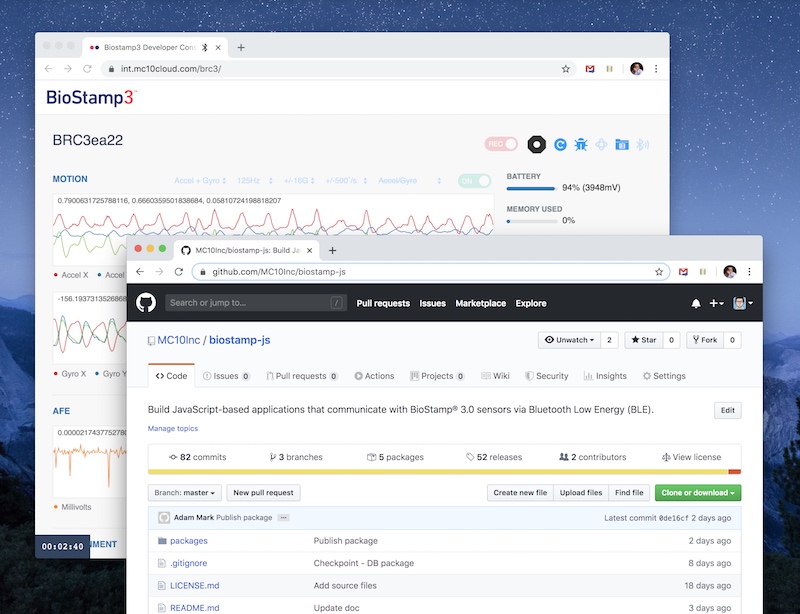 Biostamp3 Developer Con
int.mc10cloud.com/brc3/
BioStamp3™
BRC3ea22
REC
MOTION
Accel + Gyro
125Hz
+/-16G
+/-500°/s
Accel/Gyro
ON
BATTERY
94% (3948mV)
MEMORY USED
0%
0.7900631725788116, 0.6660359501838684, 0.05810724198818207
Accel X
Accel
-156.1937313526868
Gyro X
Gyro Y
AFE
0.0000217437752780
Millivolts
00:02:40
NMENT
MC10Inc/biostamp-js: Build Ja
github.com/MC10Inc/biostamp-js
Search or jump to...
/
Pull requests
Issues
Marketplace
Explore
MC10Inc / biostamp-js
Unwatch
2
Star
0
Fork
0
Code
Issues 0
Pull requests 0
Actions
Projects 0
Wiki
Security
Insights
Settings
Build JavaScript-based applications that communicate with BioStamp® 3.0 sensors via Bluetooth Low Energy (BLE).
Edit
Manage topics
82 commits
3 branches
5 packages
52 releases
2 contributors
View license
Branch: master
New pull request
Create new file
Upload files
Find file
Clone or download
Adam Mark Publish package
Latest commit 0de16cf 2 days ago
packages
Publish package
2 days ago
.gitignore
Checkpoint - DB package
8 days ago
LICENSE.md
Add source files
18 days ago
README.md
Update doc
3 days ago